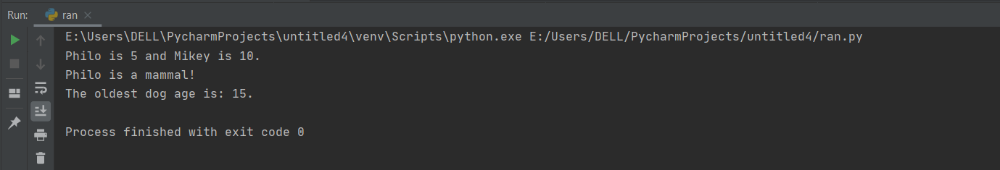 Run: ran
E:\Users\DELL\PycharmProjects\untitled4\venv\Scripts\python.exe E:/Users/DELL/PycharmProjects/untitled4/ran.py
Philo is 5 and Mikey is 10.
Philo is a mammal!
The oldest dog age is: 15.
Process finished with exit code 0